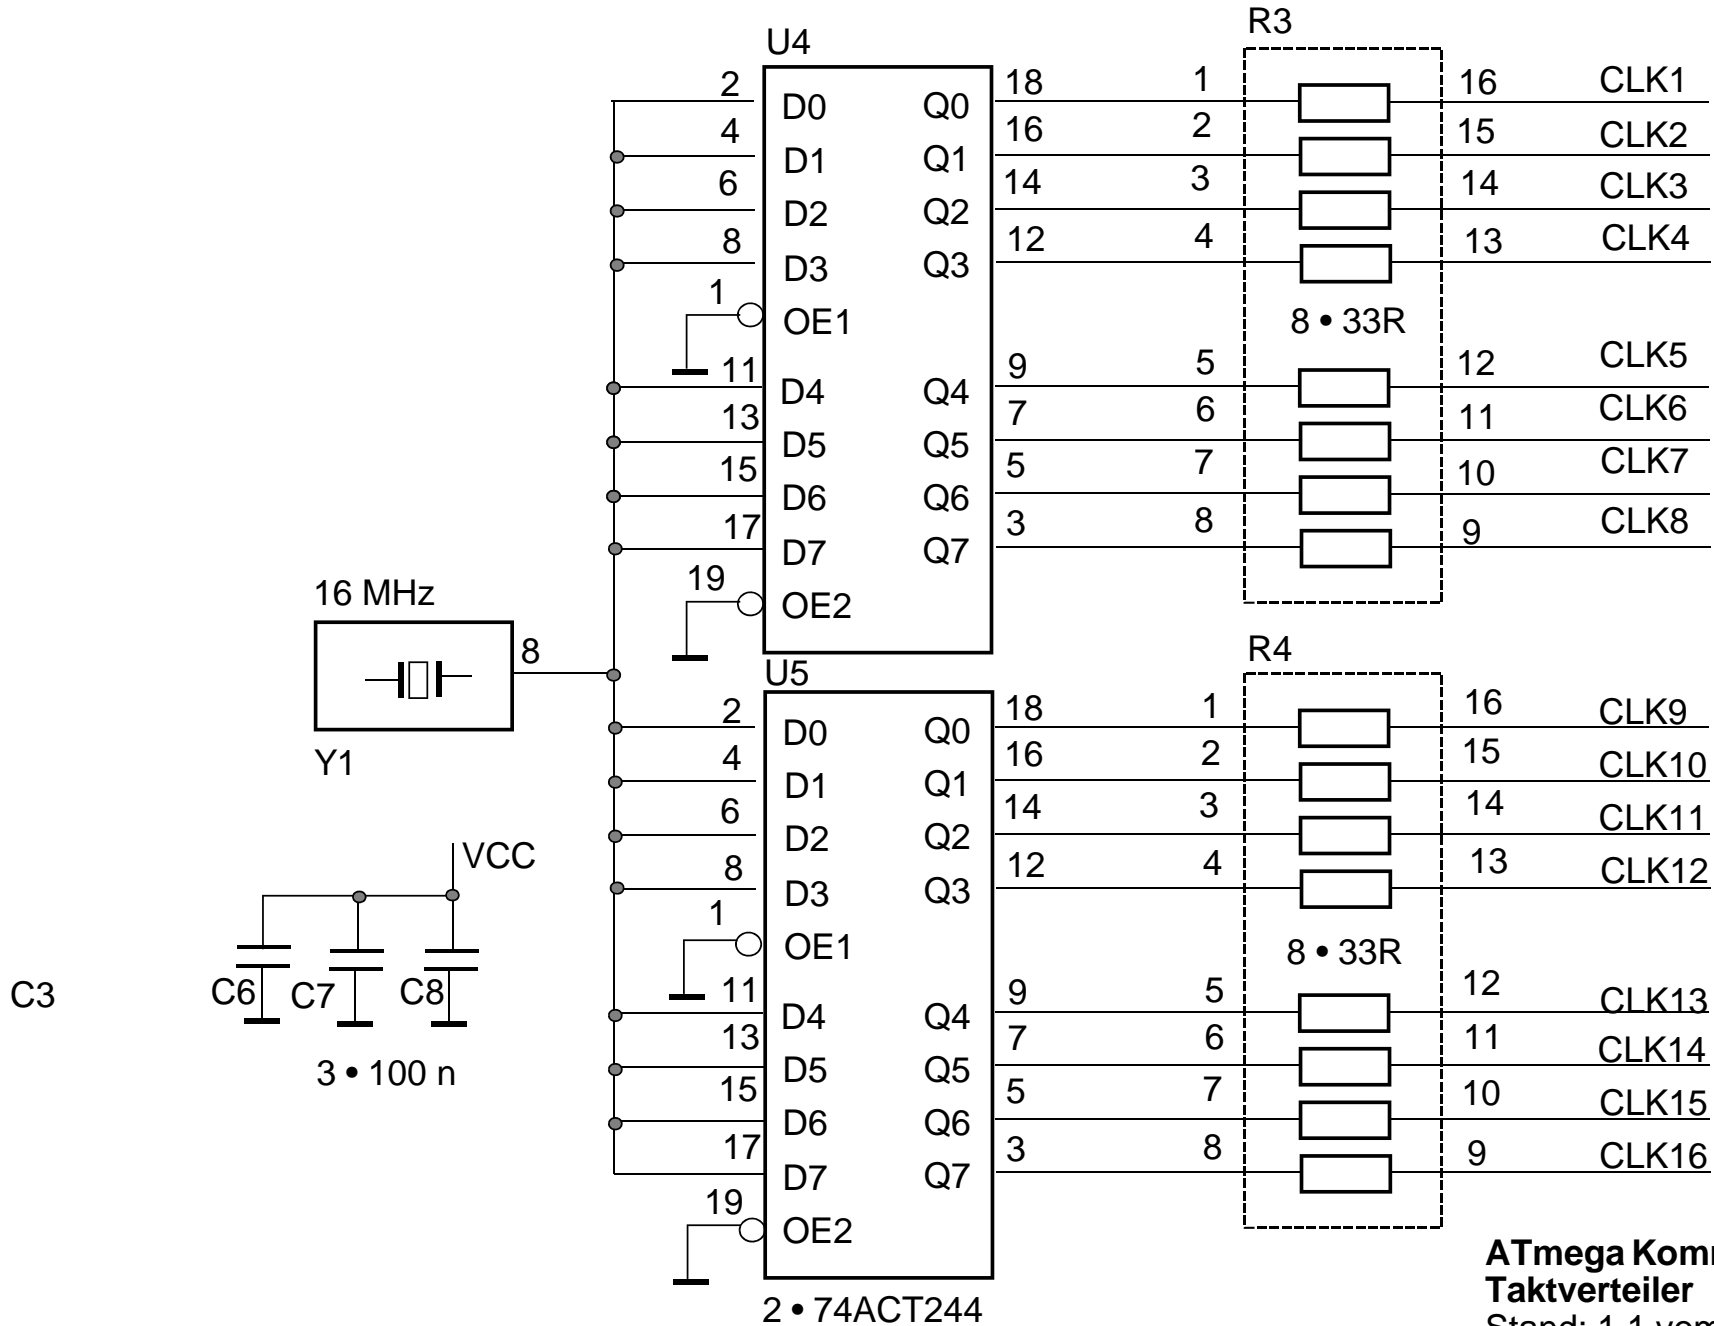 R3
U4
2 D0 Q0 18 1 16 CLK1
4 D1 Q1 16 2 15 CLK2
6 D2 Q2 14 3 14 CLK3
8 D3 Q3 12 4 13 CLK4
1 OE1 8 • 33R
11 D4 Q4 9 5 12 CLK5
13 D5 Q5 7 6 11 CLK6
15 D6 Q6 5 7 10 CLK7
17 D7 Q7 3 8 9 CLK8
19 OE2
16 MHz
8
Y1
R4
U5
2 D0 Q0 18 1 16 CLK9
4 D1 Q1 16 2 15 CLK10
6 D2 Q2 14 3 14 CLK11
8 D3 Q3 12 4 13 CLK12
1 OE1 8 • 33R
11 D4 Q4 9 5 12 CLK13
13 D5 Q5 7 6 11 CLK14
15 D6 Q6 5 7 10 CLK15
17 D7 Q7 3 8 9 CLK16
19 OE2
VCC
C3 C6 C7 C8
3 • 100 n
2 • 74ACT244
ATmega
Taktverteiler